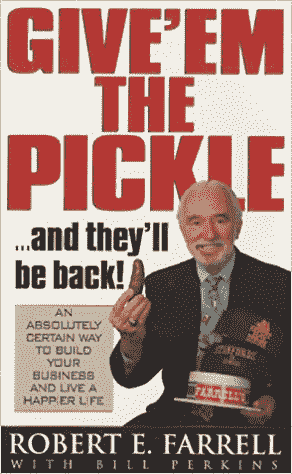 GIVE'EM
THE
PICKLE
...and they'll
be back!
AN
ABSOLUTELY
CERTAIN WAY
TO BUILD
YOUR
BUSINESS
AND LIVE A
HAPPIER LIFE
FARRELL'S
ROBERT E. FARRELL
WITH BILL PERKINS